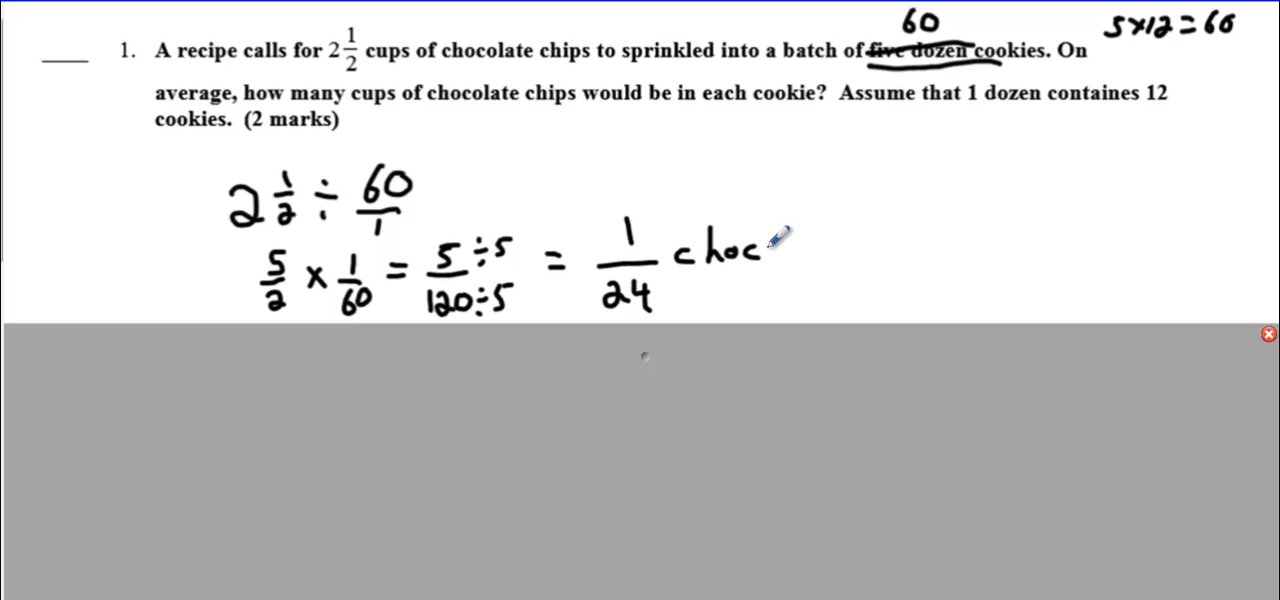 60
5×12=60
1. A recipe calls for 2 1/2 cups of chocolate chips to sprinkled into a batch of five dozen cookies. On
average, how many cups of chocolate chips would be in each cookie? Assume that 1 dozen containes 12
cookies. (2 marks)
2 1/2 ÷ 60/1
5/2 × 1/60 = 5÷5/120÷5 = 1/24 choc